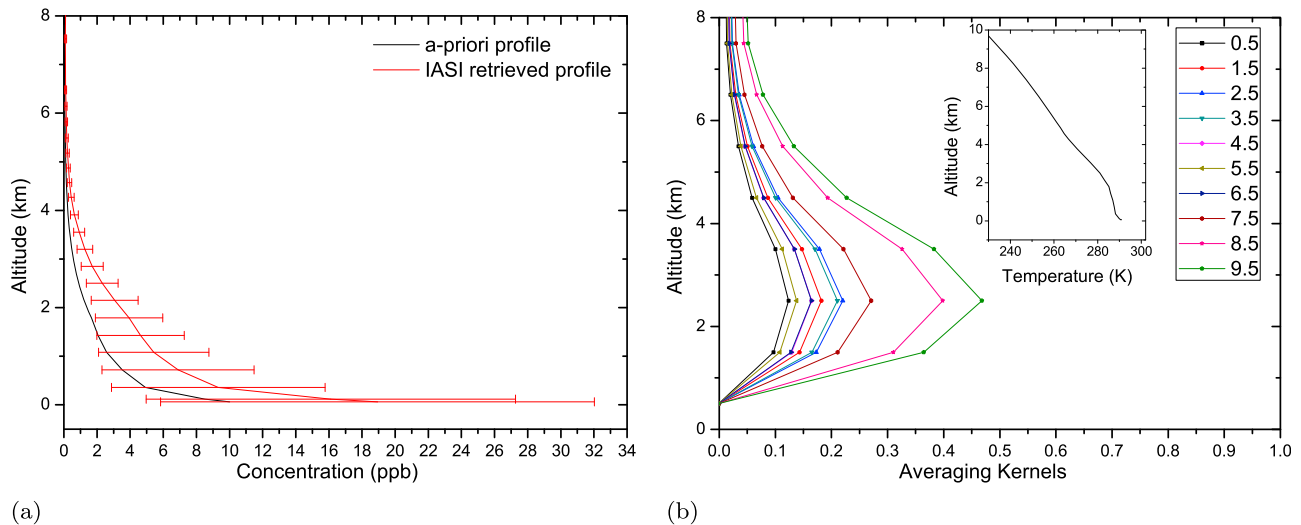 8
6
4
2
0
Altitude (km)
0 2 4 6 8 10 12 14 16 18 20 22 24 26 28 30 32 34
Concentration (ppb)
a-priori profile
IASI retrieved profile
(a)
8
6
4
2
0
Altitude (km)
0.0 0.1 0.2 0.3 0.4 0.5 0.6 0.7 0.8 0.9 1.0
Averaging Kernels
10
8
6
4
2
0
Altitude (km)
240 260 280 300
Temperature (K)
0.5
1.5
2.5
3.5
4.5
5.5
6.5
7.5
8.5
9.5
(b)